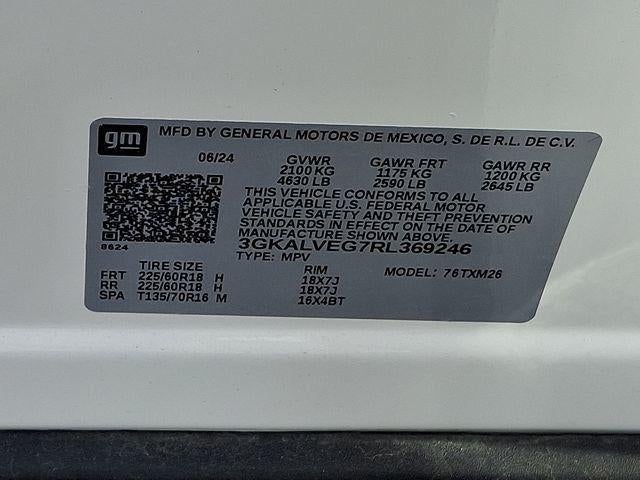 gm
MFD BY GENERAL MOTORS DE MEXICO, S. DE R.L. DE C.V.
06/24 GVWR GAWR FRT GAWR RR
2100 KG 1175 KG 1200 KG
4630 LB 2590 LB 2645 LB
THIS VEHICLE CONFORMS TO ALL
APPLICABLE U.S. FEDERAL MOTOR
VEHICLE SAFETY AND THEFT PREVENTION
STANDARDS IN EFFECT ON THE DATE OF
MANUFACTURE SHOWN ABOVE.
8624
3GKALVEG7RL369246
TYPE: MPV
TIRE SIZE RIM MODEL: 76TXM26
FRT 225/60R18 H 18X7J
RR 225/60R18 H 18X7J
SPA T135/70R16 M 16X4BT